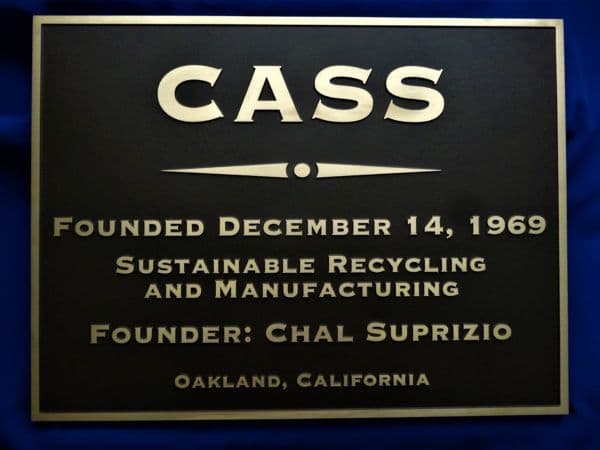 CASS
FOUNDED DECEMBER 14, 1969
SUSTAINABLE RECYCLING
AND MANUFACTURING
FOUNDER: CHAL SUPRIZIO
OAKLAND, CALIFORNIA